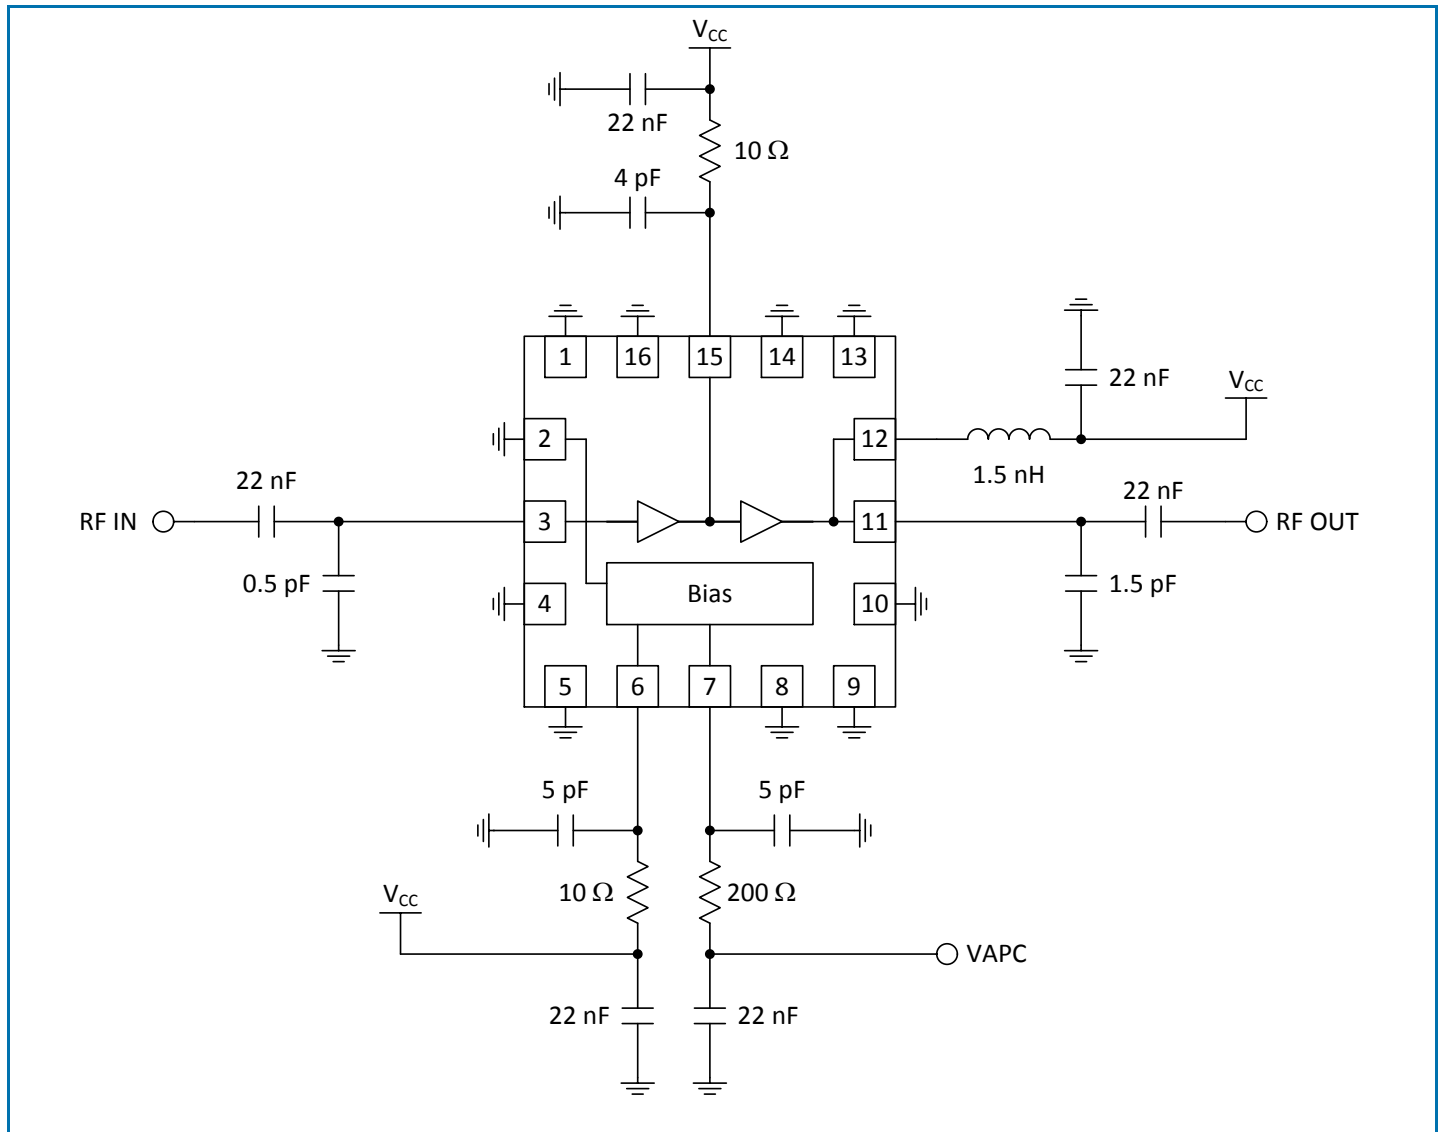 VCC
22 nF
10 Ω
4 pF
1
16
15
14
13
22 nF
VCC
2
12
1.5 nH
22 nF
22 nF
RF IN
3
11
RF OUT
0.5 pF
4
Bias
10
1.5 pF
5
6
7
8
9
5 pF
5 pF
VCC
10 Ω
200 Ω
VAPC
22 nF
22 nF